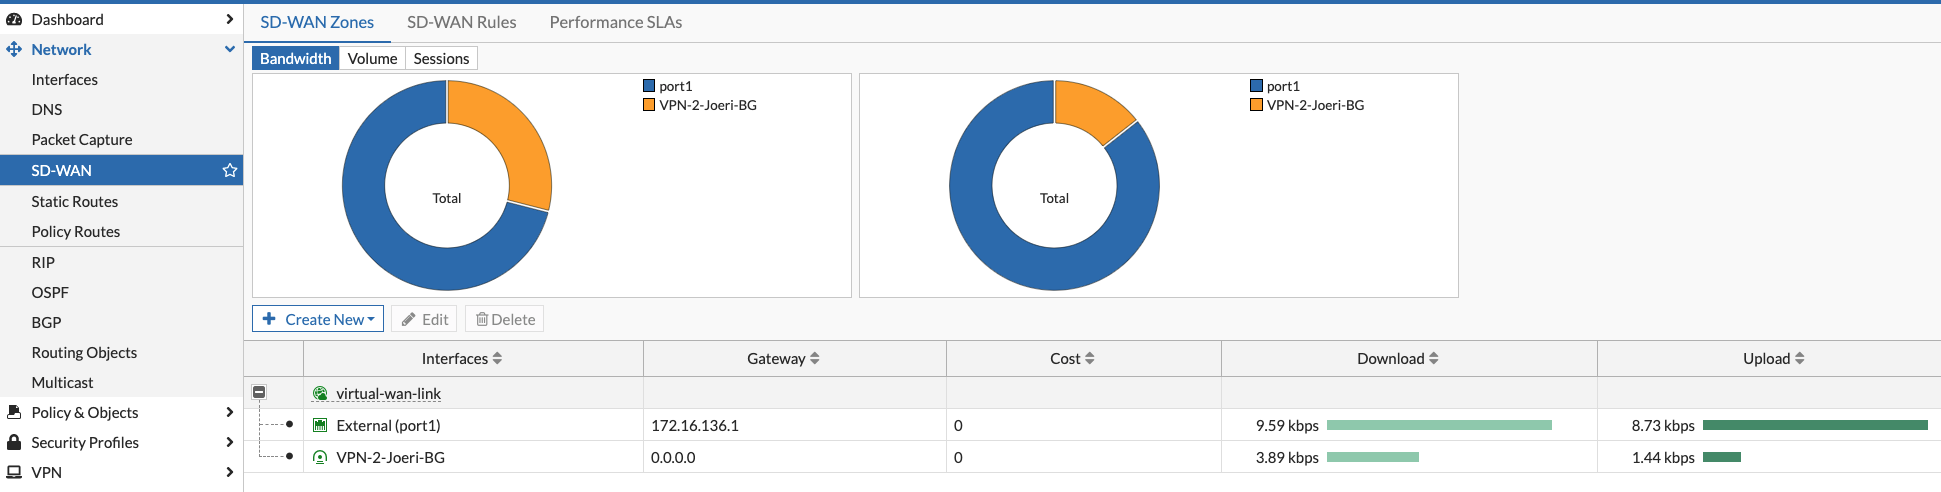 Dashboard
Network
Interfaces
DNS
Packet Capture
SD-WAN
Static Routes
Policy Routes
RIP
OSPF
BGP
Routing Objects
Multicast
Policy & Objects
Security Profiles
VPN
SD-WAN Zones SD-WAN Rules Performance SLAs
Bandwidth Volume Sessions
port1
VPN-2-Joeri-BG
Total
port1
VPN-2-Joeri-BG
Total
Create New Edit Delete
Interfaces Gateway Cost Download Upload
virtual-wan-link
External (port1) 172.16.136.1 0 9.59 kbps 8.73 kbps
VPN-2-Joeri-BG 0.0.0.0 0 3.89 kbps 1.44 kbps